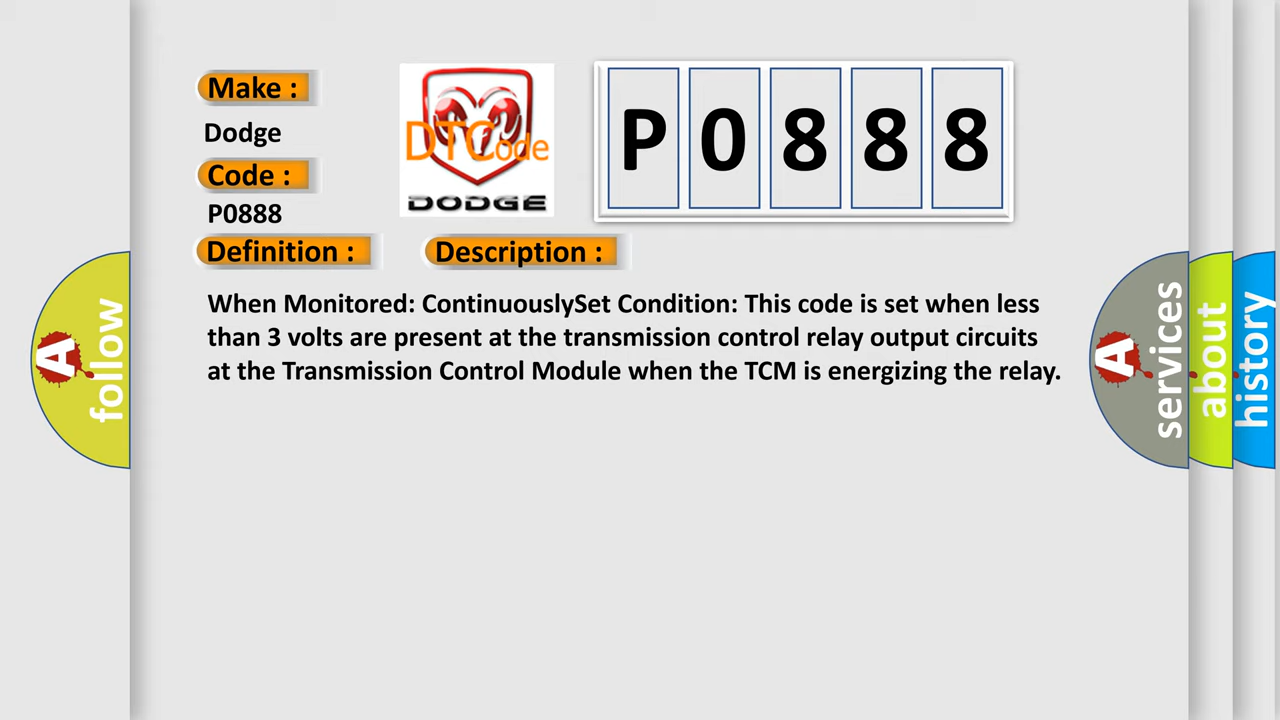 Make :
Dodge
Code :
P0888
Definition :
Description :
DTCode
DODGE
P0888
When Monitored: ContinuouslySet Condition: This code is set when less
than 3 volts are present at the transmission control relay output circuits
at the Transmission Control Module when the TCM is energizing the relay.
A
follow
A
services
about
history